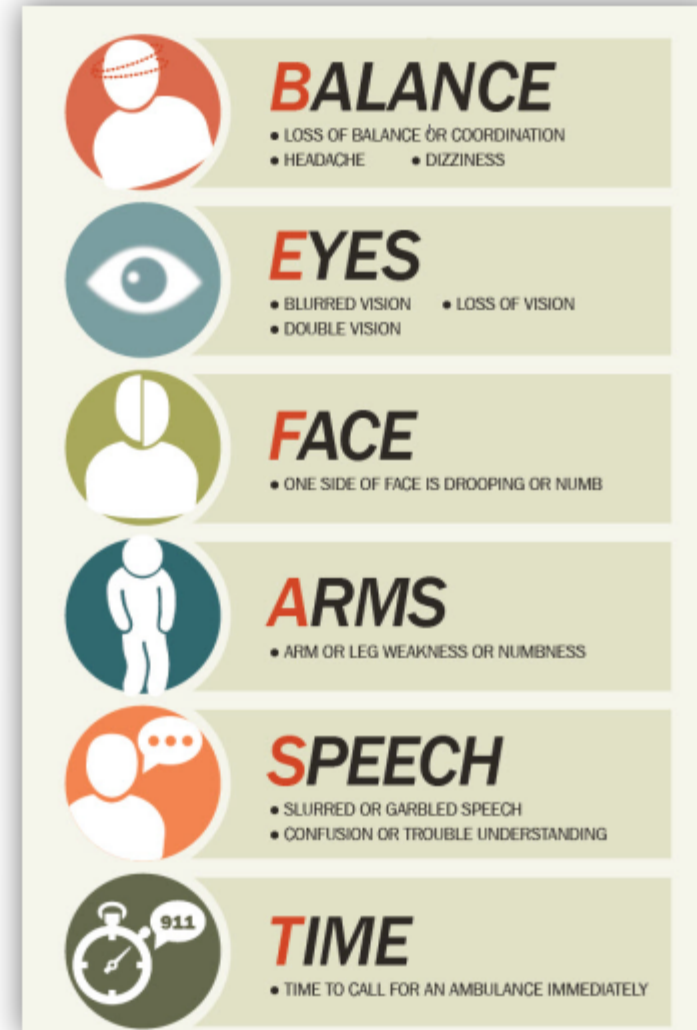 BALANCE
• LOSS OF BALANCE OR COORDINATION
• HEADACHE • DIZZINESS
EYES
• BLURRED VISION • LOSS OF VISION
• DOUBLE VISION
FACE
• ONE SIDE OF FACE IS DROOPING OR NUMB
ARMS
• ARM OR LEG WEAKNESS OR NUMBNESS
SPEECH
• SLURRED OR GARBLED SPEECH
• CONFUSION OR TROUBLE UNDERSTANDING
911
TIME
• TIME TO CALL FOR AN AMBULANCE IMMEDIATELY